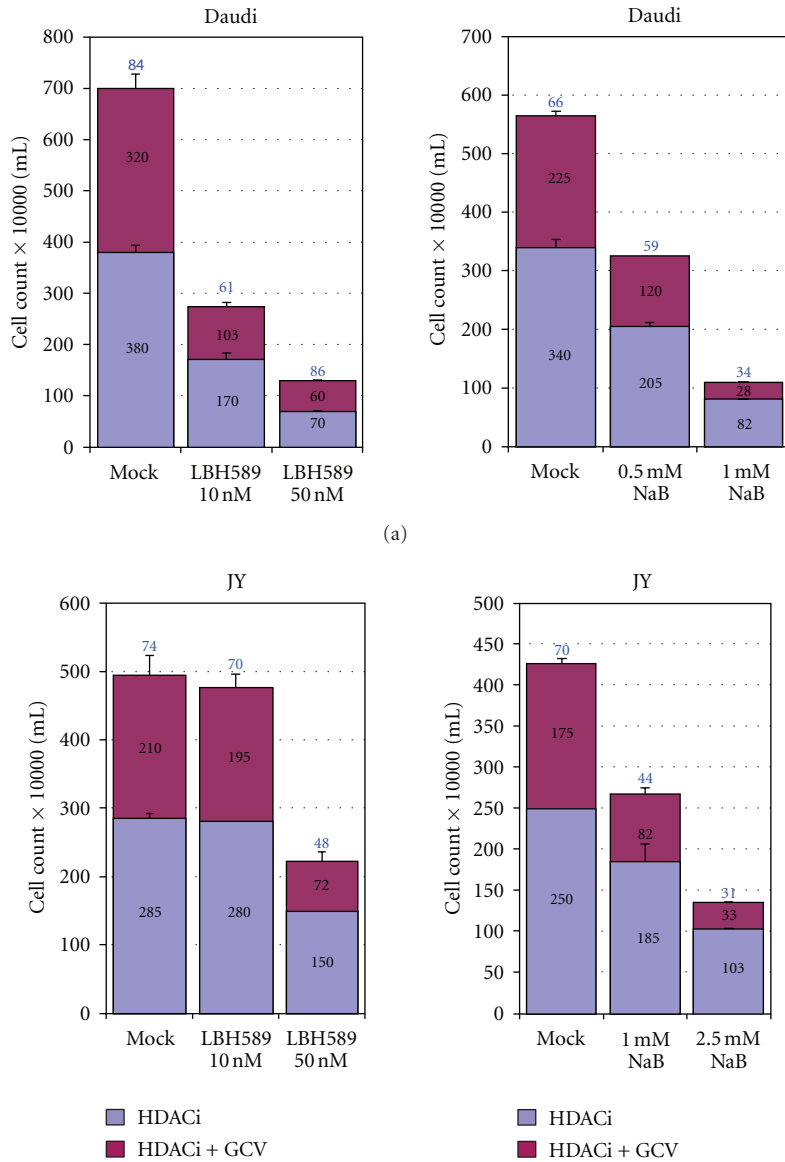 Daudi
800
700
600
500
400
300
200
100
0
Cell count × 10000 (mL)
84
320
380
61
103
170
86
60
70
Mock
LBH589
10 nM
LBH589
50 nM
Daudi
700
600
500
400
300
200
100
0
Cell count × 10000 (mL)
66
225
340
59
120
205
34
28
82
Mock
0.5 mM
NaB
1 mM
NaB
(a)
JY
600
500
400
300
200
100
0
Cell count × 10000 (mL)
74
210
285
70
195
280
48
72
150
Mock
LBH589
10 nM
LBH589
50 nM
HDACi
HDACi + GCV
JY
500
450
400
350
300
250
200
150
100
50
0
Cell count × 10000 (mL)
70
175
250
44
82
185
31
33
103
Mock
1 mM
NaB
2.5 mM
NaB
HDACi
HDACi + GCV